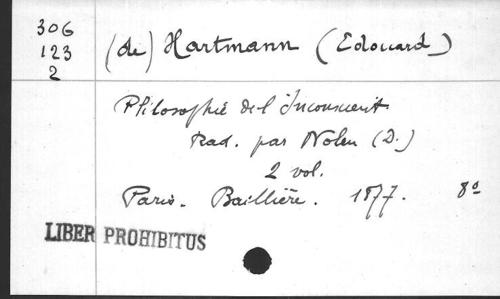 306
123
2
(de) Hartmann (Edouard)
Philosophie de l'Inconscient
Trad. par Nolen (D.)
2 vol.
Paris. Baillière. 1877. 8°
LIBER PROHIBITUS